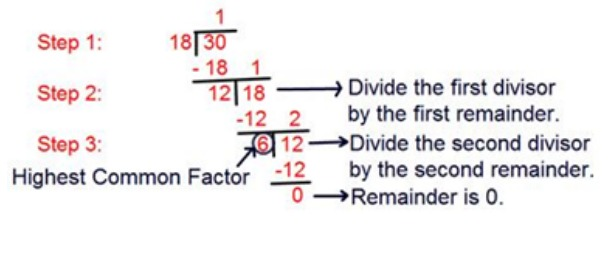 1
Step 1: 18 30
- 18 1
Step 2: 12 18 Divide the first divisor
by the first remainder.
-12 2
Step 3: 6 12 Divide the second divisor
Highest Common Factor -12 by the second remainder.
0 Remainder is 0.